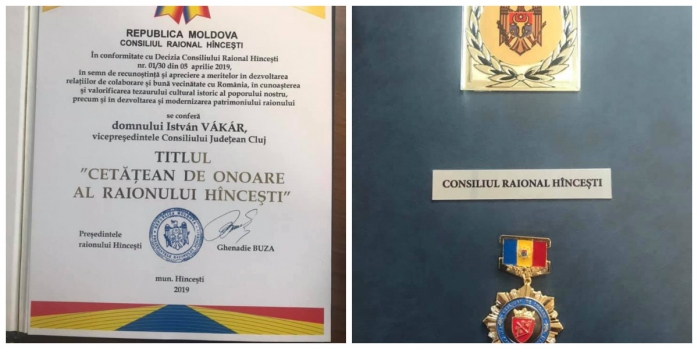 REPUBLICA MOLDOVA
CONSILIUL RAIONAL HÎNCEȘTI
În conformitate cu Decizia Consiliului Raional Hîncești
nr. 01/30 din 05 aprilie 2019,
în semn de recunoștință și apreciere a meritelor în dezvoltarea
relațiilor de colaborare și bună vecinătate cu România, în cunoașterea
și valorificarea tezaurului cultural istoric al poporului nostru,
precum și în dezvoltarea și modernizarea patrimoniului raionului
se conferă
domnului István VÁKÁR,
vicepreședintele Consiliului Județean Cluj
TITLUL
"CETĂȚEAN DE ONOARE
AL RAIONULUI HÎNCEȘTI"
Președintele
raionului Hîncești
Ghenadie BUZA
mun. Hîncești
2019
CONSILIUL RAIONAL HÎNCEȘTI